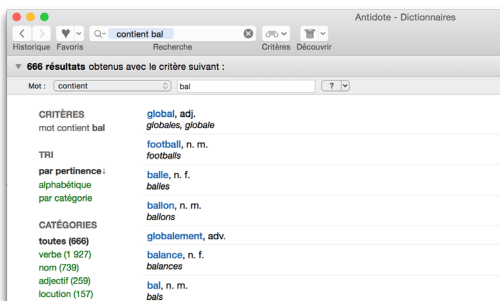 Antidote - Dictionnaires
contient bal
Historique Favoris Recherche Critères Découvrir
666 résultats obtenus avec le critère suivant :
Mot : contient bal ?
CRITÈRES
mot contient bal
TRI
par pertinence↓
alphabétique
par catégorie
CATÉGORIES
toutes (666)
verbe (1 927)
nom (739)
adjectif (259)
locution (157)
global, adj.
globales, globale
football, n. m.
footballs
balle, n. f.
balles
ballon, n. m.
ballons
globalement, adv.
balance, n. f.
balances
bal, n. m.
bals